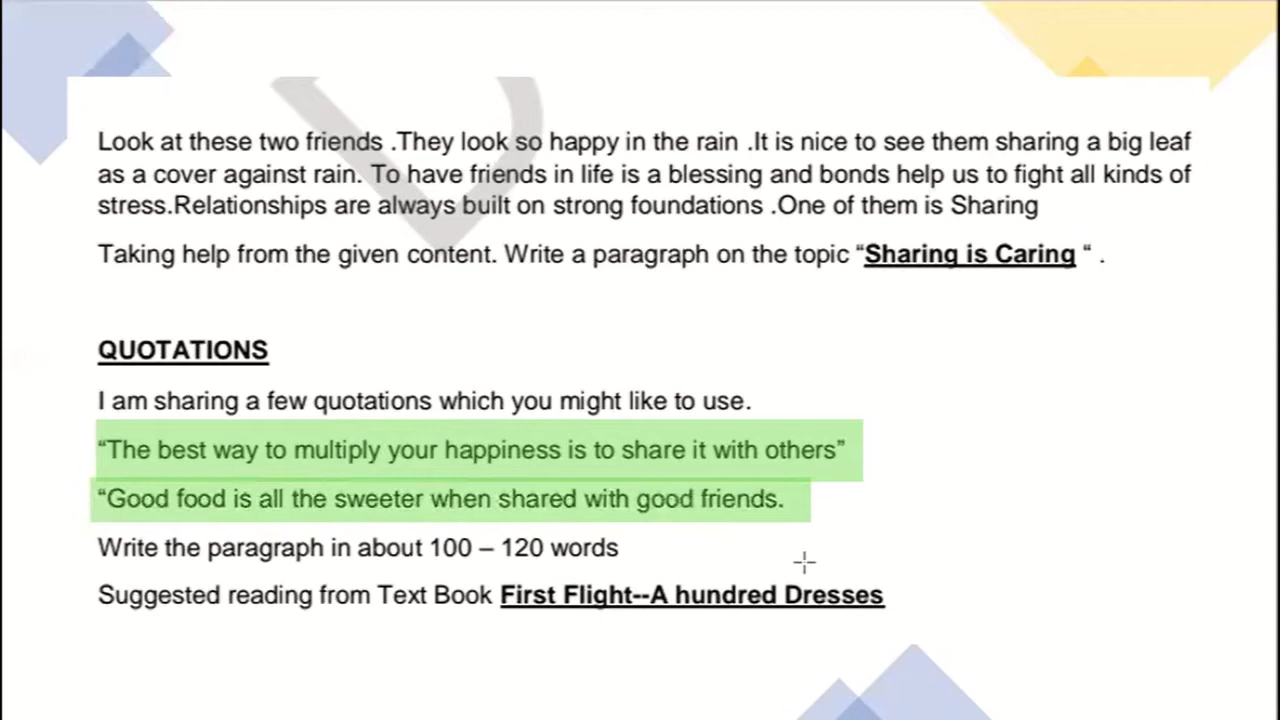 Look at these two friends .They look so happy in the rain .It is nice to see them sharing a big leaf
as a cover against rain. To have friends in life is a blessing and bonds help us to fight all kinds of
stress.Relationships are always built on strong foundations .One of them is Sharing
Taking help from the given content. Write a paragraph on the topic “Sharing is Caring “ .
QUOTATIONS
I am sharing a few quotations which you might like to use.
“The best way to multiply your happiness is to share it with others”
“Good food is all the sweeter when shared with good friends.
Write the paragraph in about 100 – 120 words
Suggested reading from Text Book First Flight--A hundred Dresses